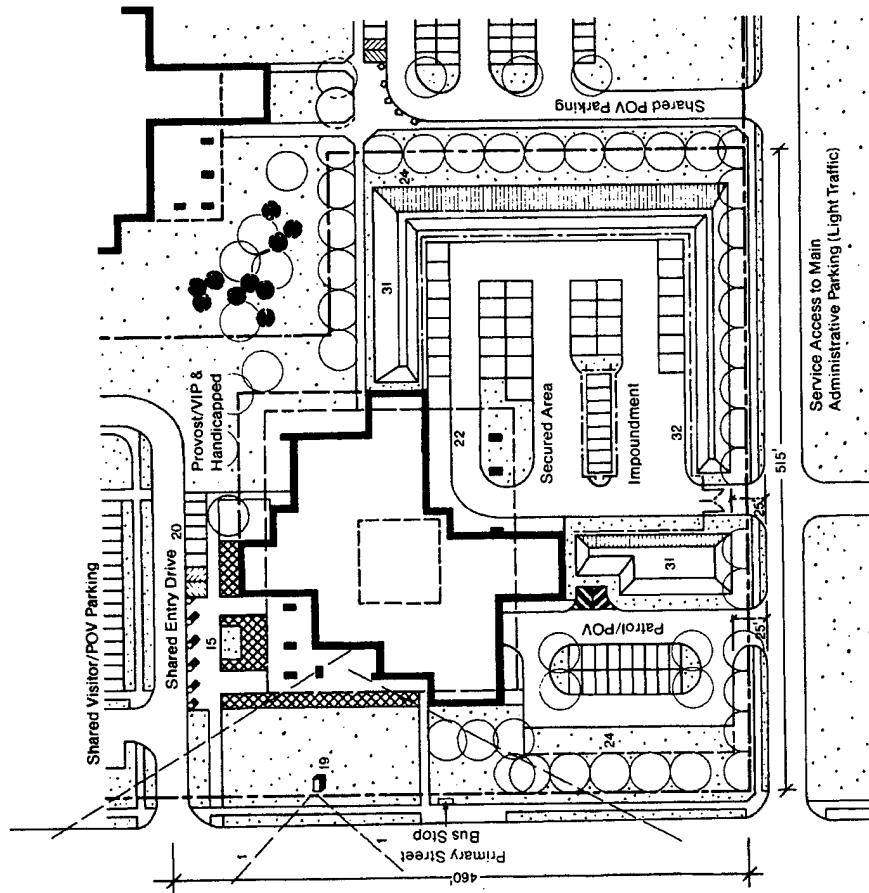 Shared Visitor/POV Parking
Shared Entry Drive
20
15
19
1
1
Primary Street
Bus Stop
460'
Provost/VIP &
Handicapped
31
24
Shared POV Parking
22
Secured Area
Impoundment
32
31
Patrol/POV
24
25'
25'
515'
Service Access to Main
Administrative Parking (Light Traffic)